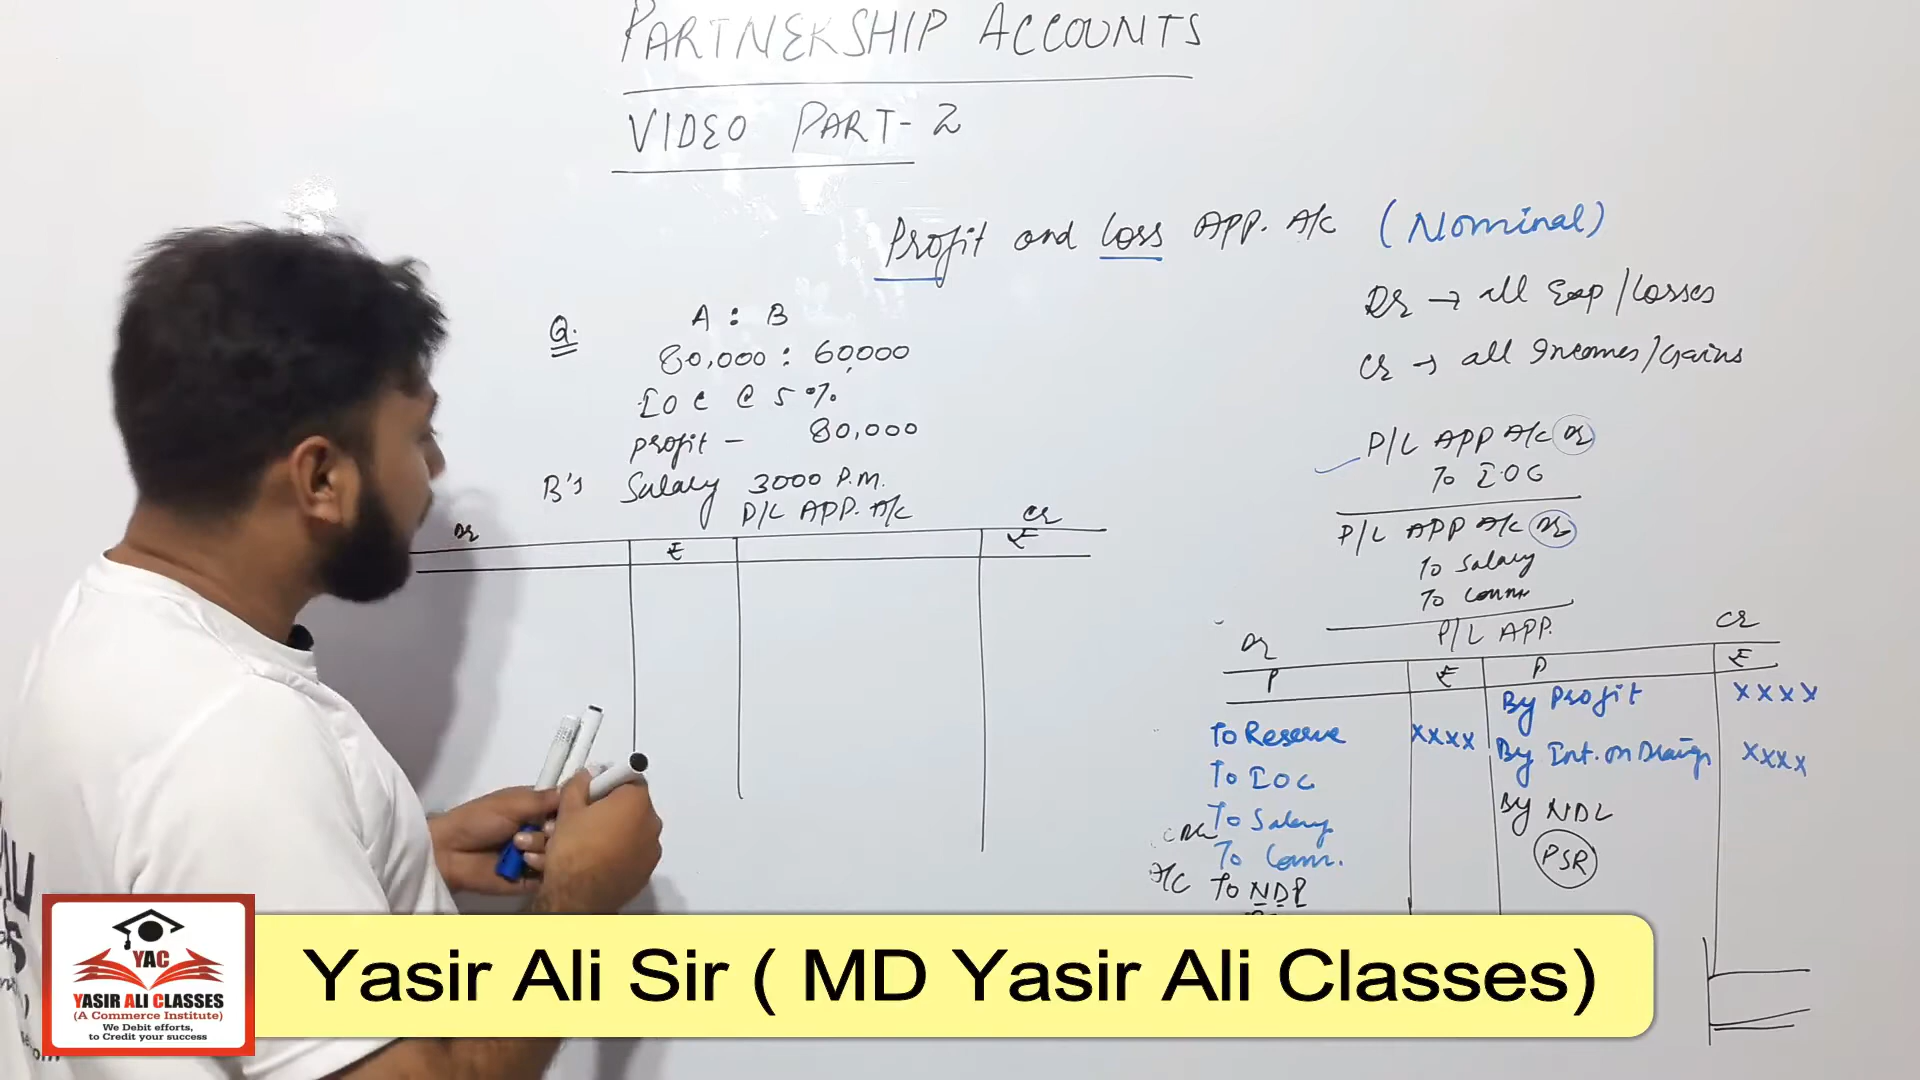 PARTNERSHIP ACCOUNTS
VIDEO PART-2
Profit and Loss APP. A/c (Nominal)
Dr → all Exp/Losses
Cr → all Incomes/Gains
Q. A : B
80,000 : 60000
IOC @ 5%
Profit - 80,000
B's Salary 3000 P.M.
P/L APP. A/c
Dr Cr
₹ ₹
P/L APP A/c Dr
To IOC
P/L APP A/c Dr
To Salary
To Comm
P/L APP.
Dr Cr
P ₹ P ₹
By Profit xxxx
To Reserve xxxx By Int. on Drawings xxxx
To IOC
To Salary By NDL
To Comm. PSR
A/c To NDP
YAC
YASIR ALI CLASSES
(A Commerce Institute)
We Debit efforts,
to Credit your success
Yasir Ali Sir ( MD Yasir Ali Classes)